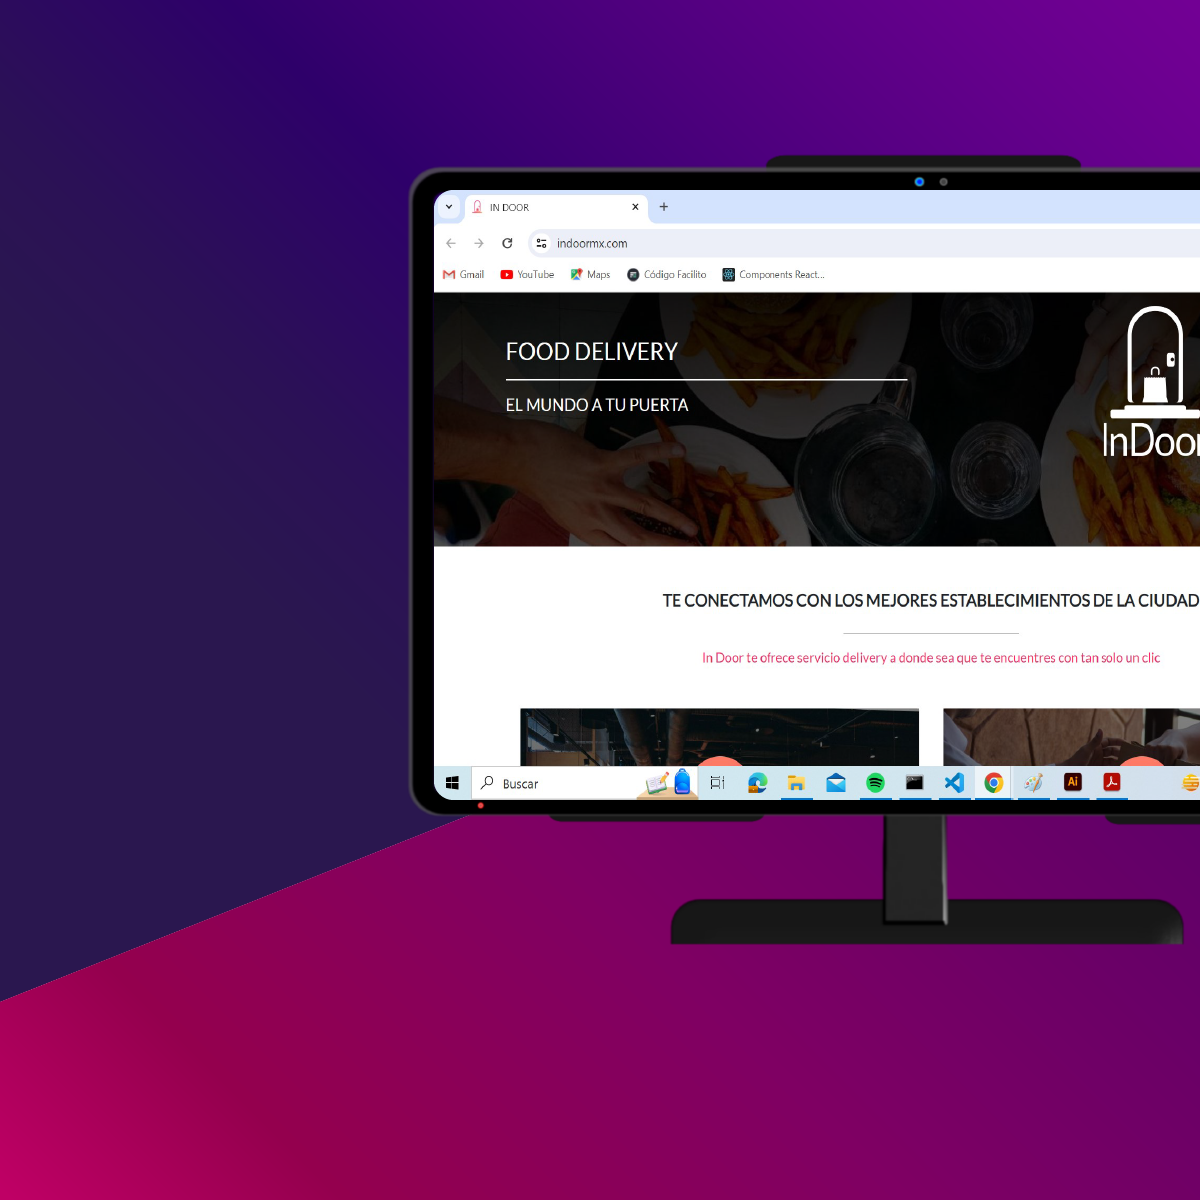 IN DOOR
indoormx.com
Gmail YouTube Maps Código Facilito Components React...
FOOD DELIVERY
EL MUNDO A TU PUERTA
InDoor
TE CONECTAMOS CON LOS MEJORES ESTABLECIMIENTOS DE LA CIUDAD
In Door te ofrece servicio delivery a donde sea que te encuentres con tan solo un clic
Buscar
Ai